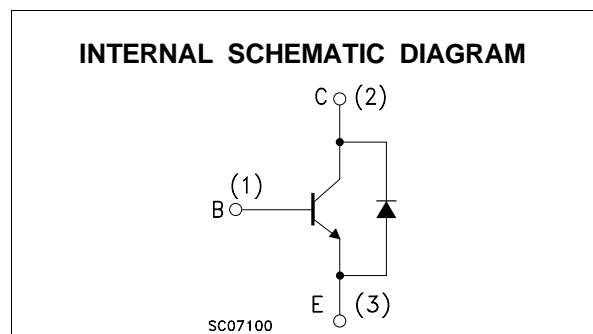 INTERNAL SCHEMATIC DIAGRAM
C (2)
(1)
B
E (3)
SC07100